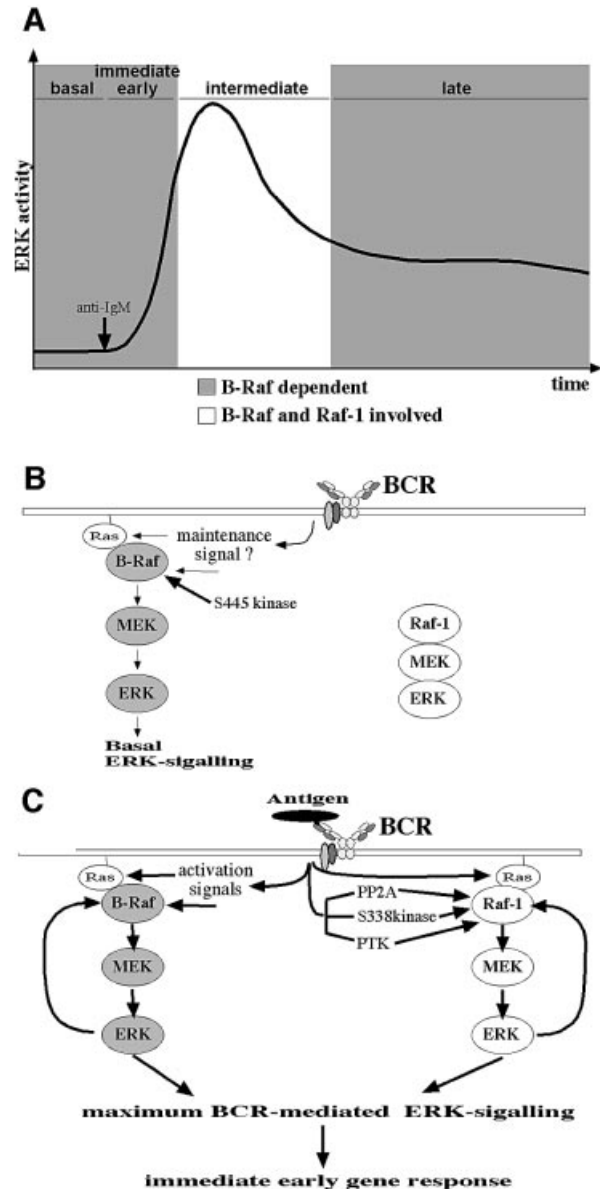 A
basal
immediate
early
intermediate
late
ERK activity
anti-IgM
time
B-Raf dependent
B-Raf and Raf-1 involved
B
BCR
Ras
maintenance
signal ?
B-Raf
S445 kinase
MEK
ERK
Basal
ERK-sigalling
Raf-1
MEK
ERK
C
Antigen
BCR
Ras
activation
signals
Ras
B-Raf
PP2A
S338kinase
PTK
Raf-1
MEK
MEK
ERK
ERK
maximum BCR-mediated ERK-sigalling
immediate early gene response